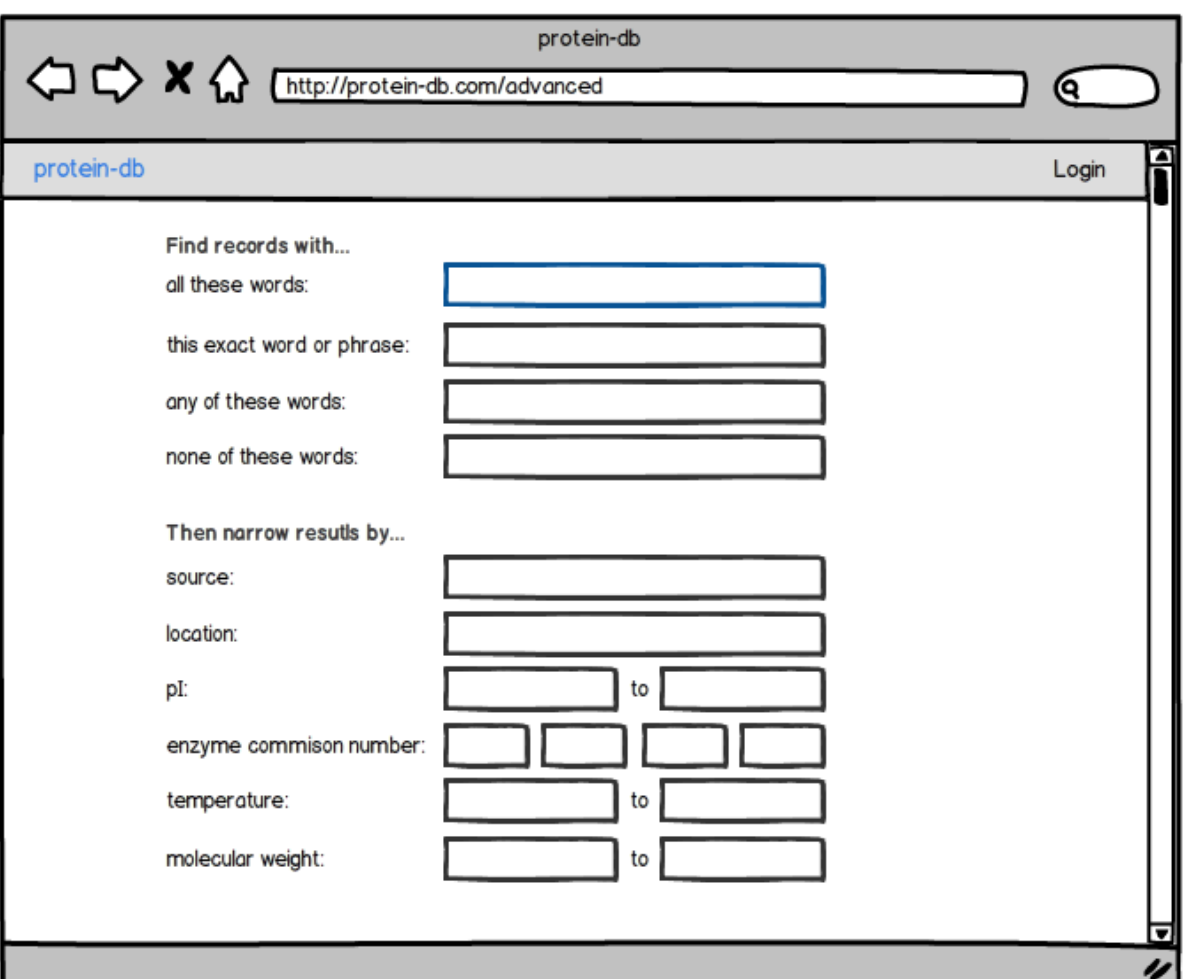 protein-db
http://protein-db.com/advanced
protein-db Login
Find records with...
all these words:
this exact word or phrase:
any of these words:
none of these words:
Then narrow resutls by...
source:
location:
pI: to
enzyme commison number:
temperature: to
molecular weight: to